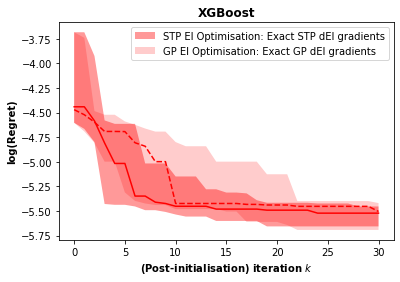 XGBoost
STP EI Optimisation: Exact STP dEI gradients
GP EI Optimisation: Exact GP dEI gradients
log(Regret)
−3.75
−4.00
−4.25
−4.50
−4.75
−5.00
−5.25
−5.50
−5.75
0 5 10 15 20 25 30
(Post-initialisation) iteration k